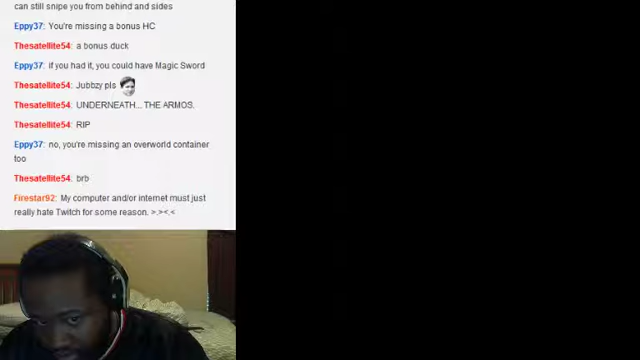 can still snipe you from behind and sides
Eppy37: You're missing a bonus HC
Thesatellite54: a bonus duck
Eppy37: if you had it, you could have Magic Sword
Thesatellite54: Jubbzy pls
Thesatellite54: UNDERNEATH... THE ARMOS.
Thesatellite54: RIP
Eppy37: no, you're missing an overworld container
too
Thesatellite54: brb
Firestar92: My computer and/or internet must just
really hate Twitch for some reason. >.><.<